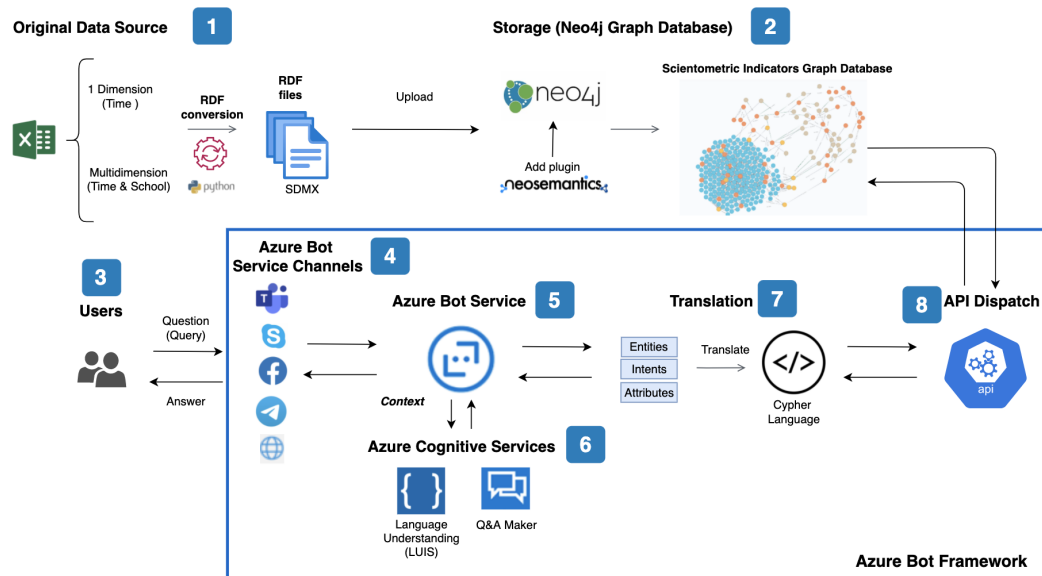 Original Data Source
1
Storage (Neo4j Graph Database)
2
Scientometric Indicators Graph Database
1 Dimension
(Time )
RDF
conversion
RDF
files
Upload
neo4j
X
Multidimension
(Time & School)
python
SDMX
Add plugin
neosemantics
3
Users
Question
(Query)
Answer
Azure Bot
Service Channels
4
T
S
Azure Bot Service
5
Context
Azure Cognitive Services
6
{ }
Language
Understanding
(LUIS)
Q&A Maker
Translation
7
Entities
Intents
Attributes
Translate
</>
Cypher
Language
8
API Dispatch
api
Azure Bot Framework